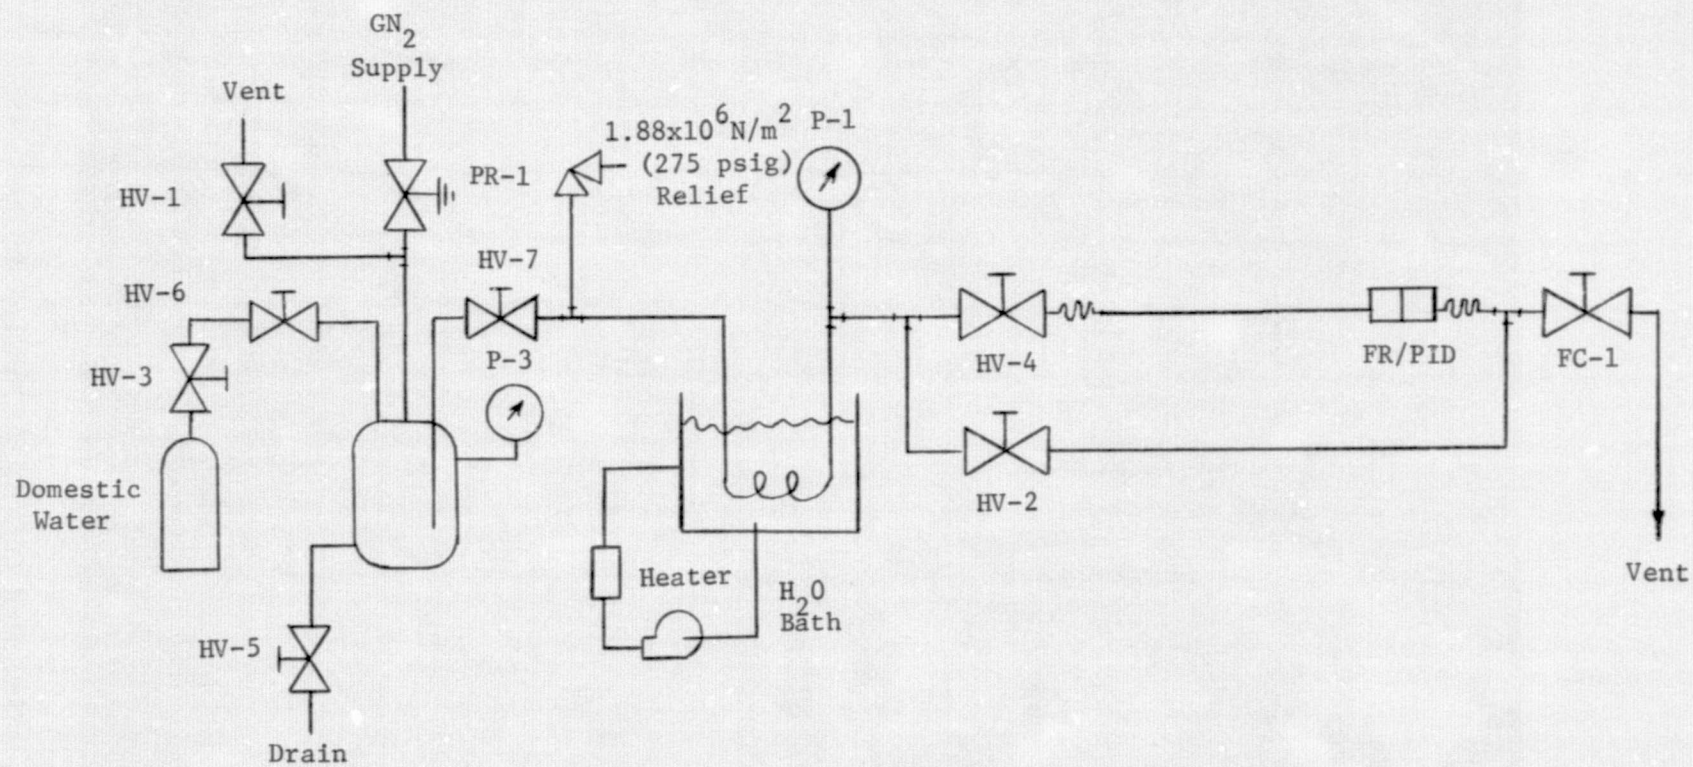 GN2
Supply
Vent
1.88x10^6 N/m^2
(275 psig)
Relief
P-1
HV-1
PR-1
HV-7
HV-6
P-3
HV-3
HV-4
FR/PID
FC-1
Domestic
Water
HV-2
Heater
H2O
Bath
Vent
HV-5
Drain